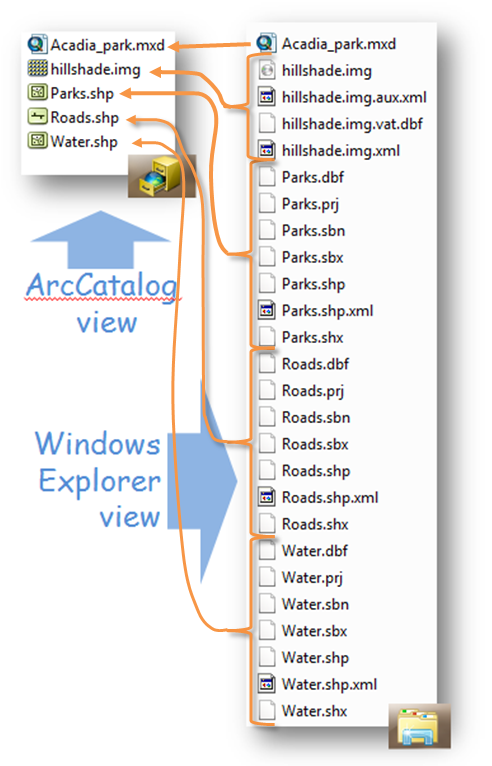 Acadia_park.mxd
hillshade.img
Parks.shp
Roads.shp
Water.shp
ArcCatalog
view
Windows
Explorer
view
Acadia_park.mxd
hillshade.img
hillshade.img.aux.xml
hillshade.img.vat.dbf
hillshade.img.xml
Parks.dbf
Parks.prj
Parks.sbn
Parks.sbx
Parks.shp
Parks.shp.xml
Parks.shx
Roads.dbf
Roads.prj
Roads.sbn
Roads.sbx
Roads.shp
Roads.shp.xml
Roads.shx
Water.dbf
Water.prj
Water.sbn
Water.sbx
Water.shp
Water.shp.xml
Water.shx